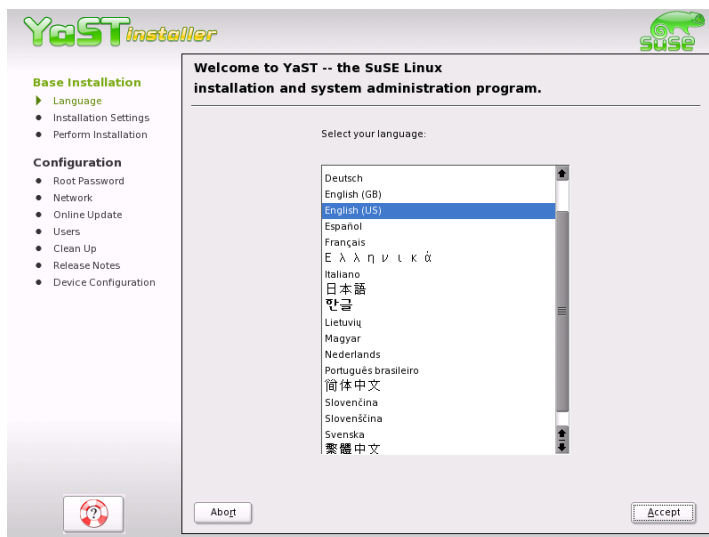 YaST installer
SuSE
Base Installation
Language
Installation Settings
Perform Installation
Configuration
Root Password
Network
Online Update
Users
Clean Up
Release Notes
Device Configuration
Welcome to YaST -- the SuSE Linux
installation and system administration program.
Select your language:
Deutsch
English (GB)
English (US)
Español
Français
Ελληνικά
Italiano
日本語
한글
Lietuvių
Magyar
Nederlands
Português brasileiro
简体中文
Slovenčina
Slovenščina
Svenska
繁體中文
?
Abort
Accept